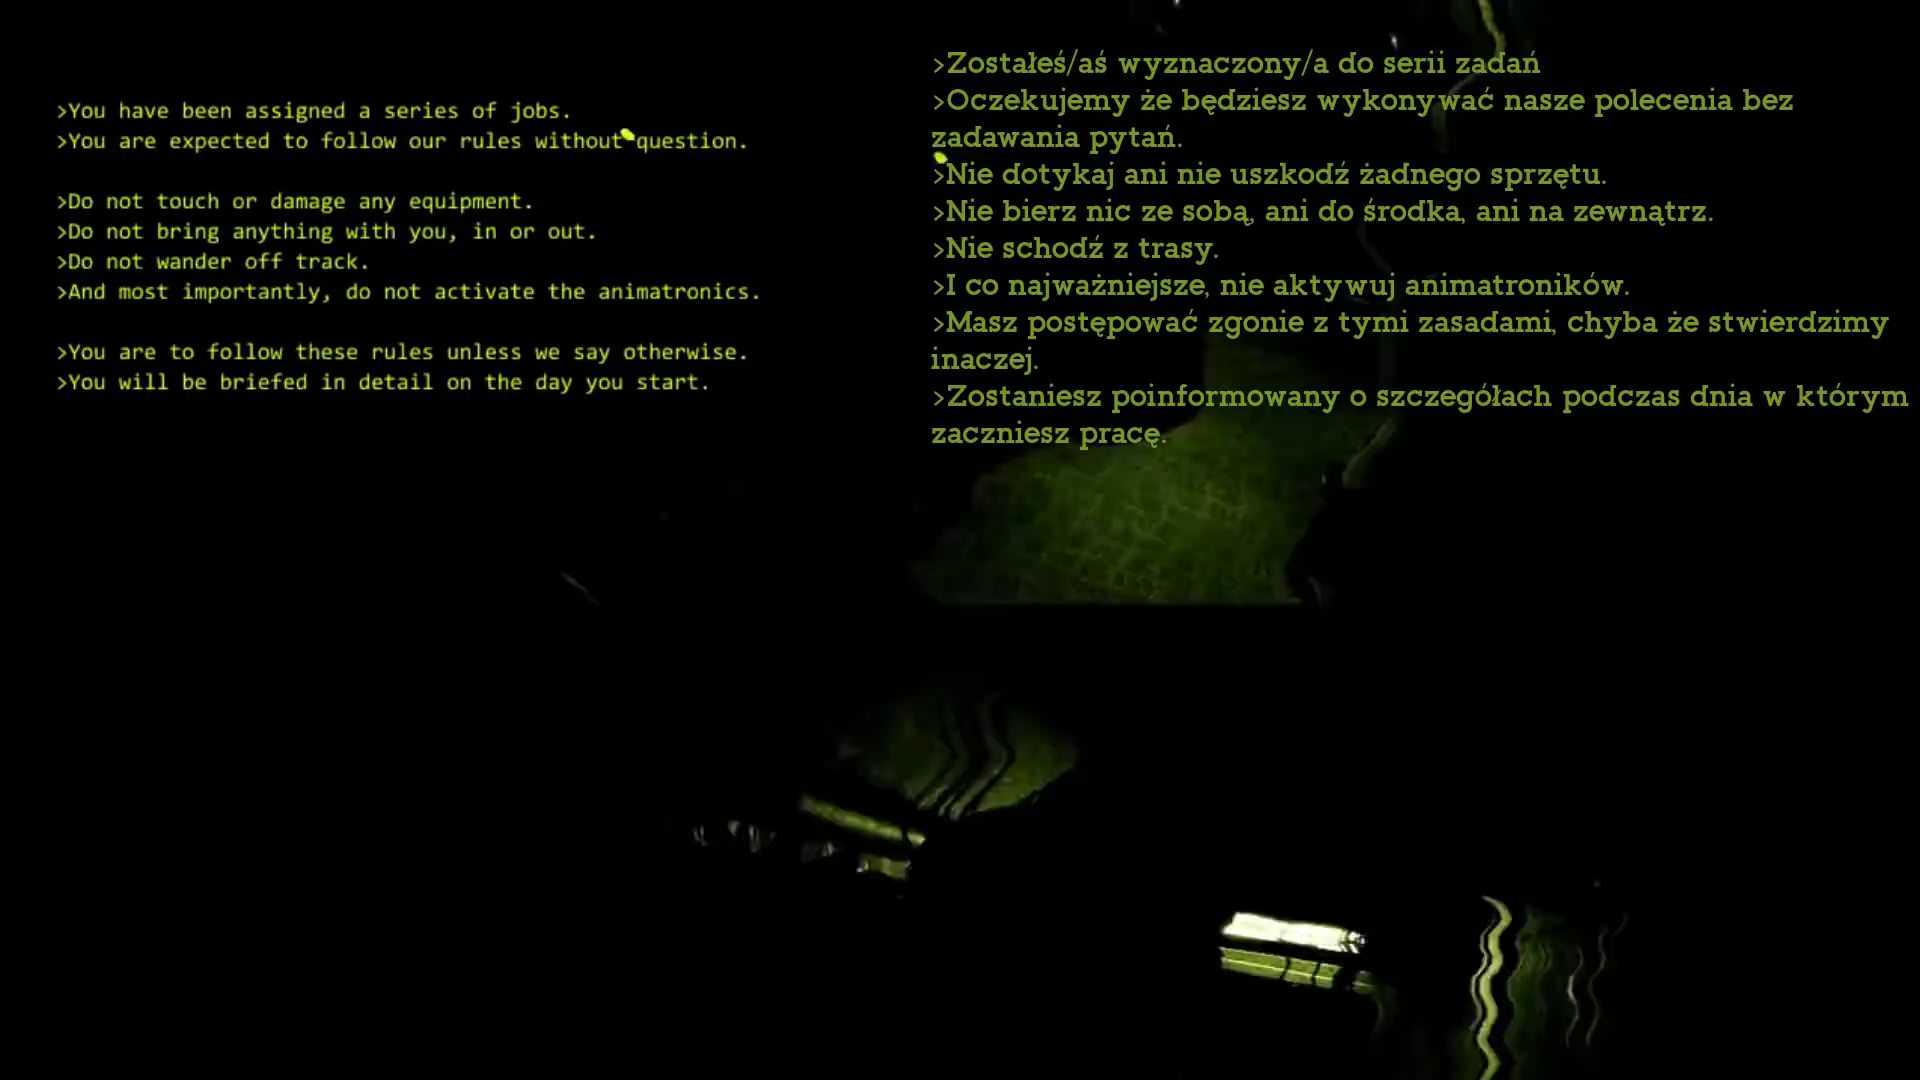 >You have been assigned a series of jobs.
>You are expected to follow our rules without question.
>Do not touch or damage any equipment.
>Do not bring anything with you, in or out.
>Do not wander off track.
>And most importantly, do not activate the animatronics.
>You are to follow these rules unless we say otherwise.
>You will be briefed in detail on the day you start.
>Zostałeś/aś wyznaczony/a do serii zadań
>Oczekujemy że będziesz wykonywać nasze polecenia bez
zadawania pytań.
>Nie dotykaj ani nie uszkodź żadnego sprzętu.
>Nie bierz nic ze sobą, ani do środka, ani na zewnątrz.
>Nie schodź z trasy.
>I co najważniejsze, nie aktywuj animatroników.
>Masz postępować zgonie z tymi zasadami, chyba że stwierdzimy
inaczej.
>Zostaniesz poinformowany o szczegółach podczas dnia w którym
zaczniesz pracę.